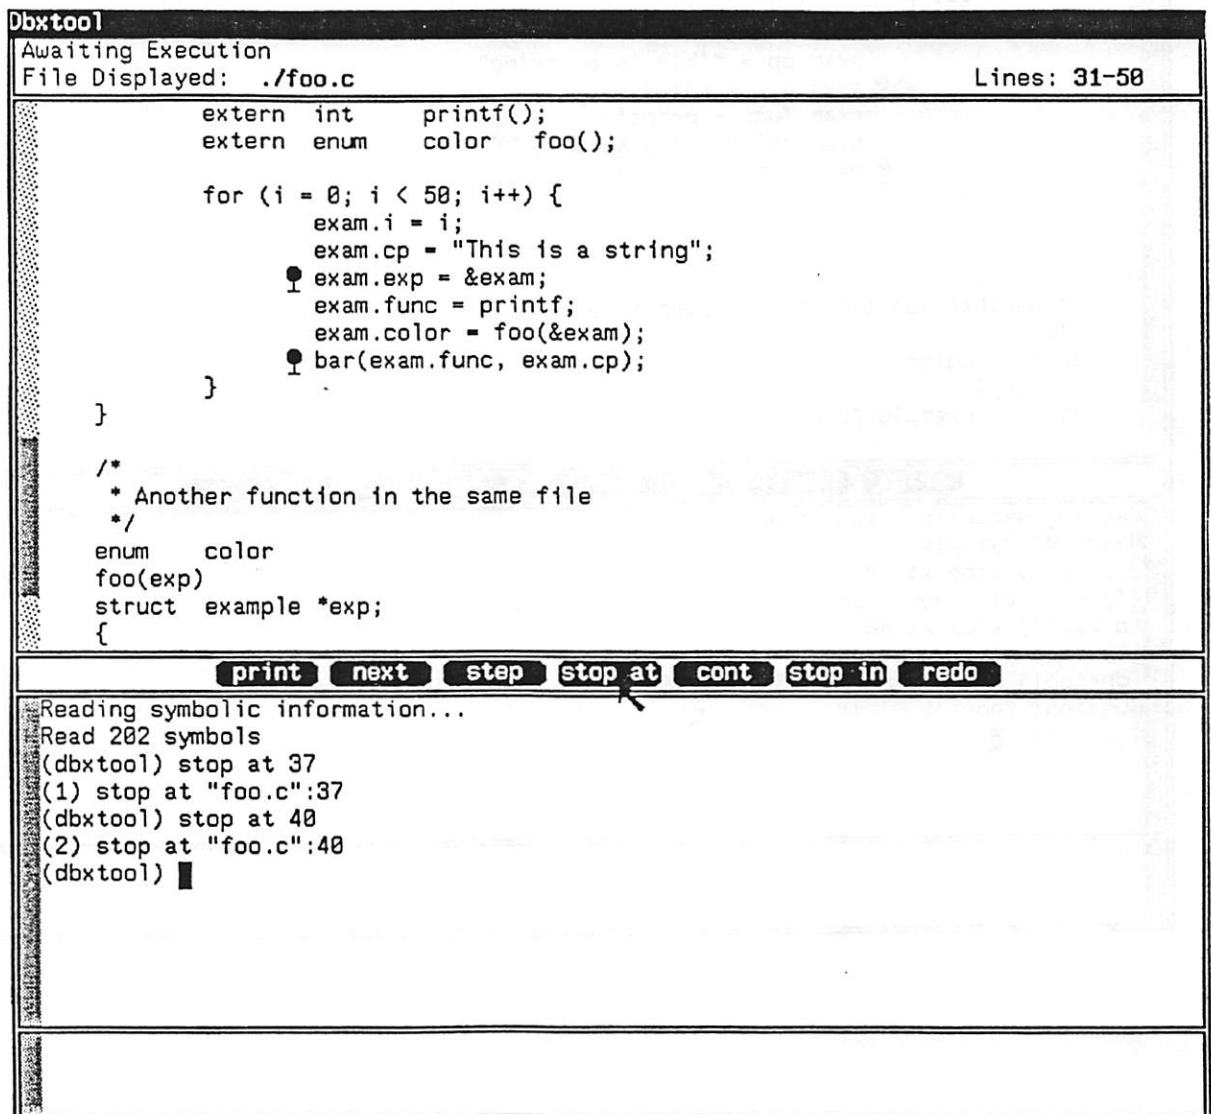 Dbxtool
Awaiting Execution
File Displayed: ./foo.c Lines: 31-50
extern int printf();
extern enum color foo();
for (i = 0; i < 50; i++) {
exam.i = i;
exam.cp = "This is a string";
exam.exp = &exam;
exam.func = printf;
exam.color = foo(&exam);
bar(exam.func, exam.cp);
}
}
/*
* Another function in the same file
*/
enum color
foo(exp)
struct example *exp;
{
print next step stop at cont stop in redo
Reading symbolic information...
Read 202 symbols
(dbxtool) stop at 37
(1) stop at "foo.c":37
(dbxtool) stop at 40
(2) stop at "foo.c":40
(dbxtool)